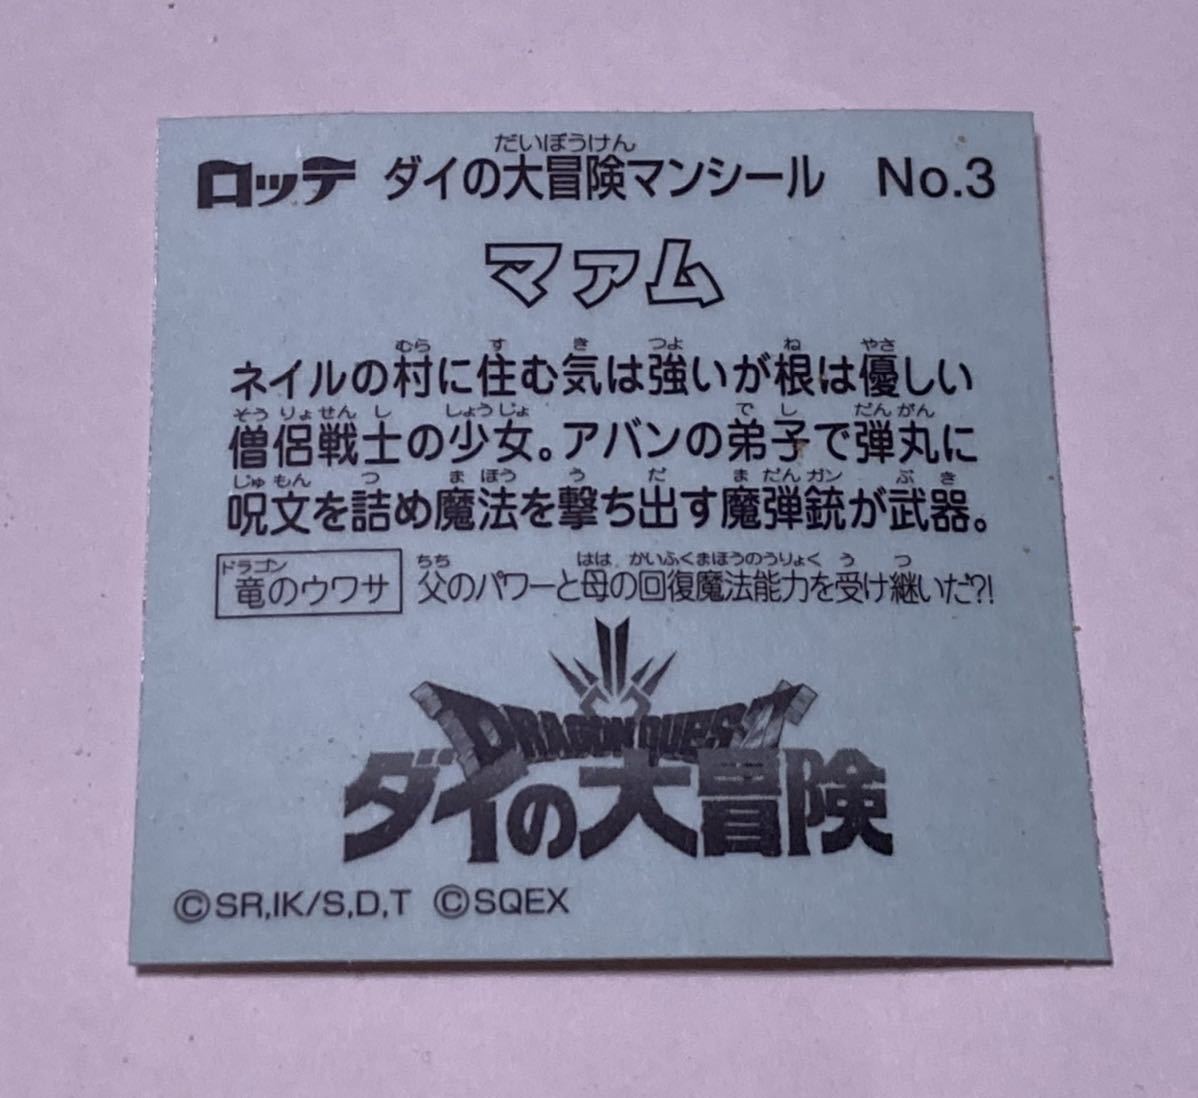 だいぼうけん
ロッテ ダイの大冒険マンシール No.3
マァム
むら す き つよ ね やさ
ネイルの村に住む気は強いが根は優しい
そうりょせんし しょうじょ でし だんがん
僧侶戦士の少女。アバンの弟子で弾丸に
じゅもん つ まほう う だ まだんガン ぶき
呪文を詰め魔法を撃ち出す魔弾銃が武器。
ドラゴン ちち はは かいふくまほうのうりょく う つ
竜のウワサ 父のパワーと母の回復魔法能力を受け継いだ?!
DRAGON QUEST
ダイの大冒険
©SR,IK/S,D,T ©SQEX